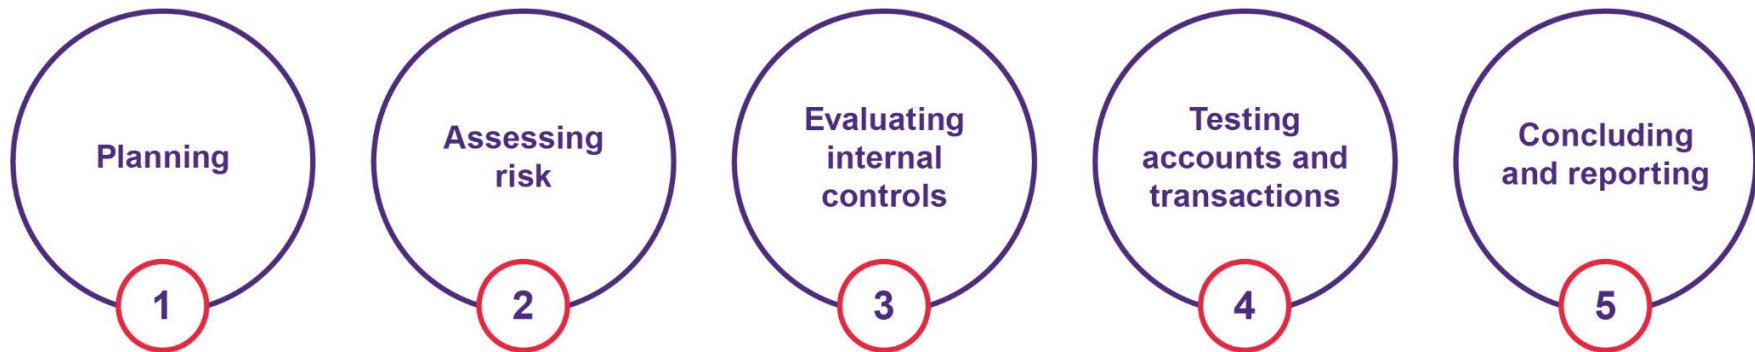 Planning
1
Assessing
risk
2
Evaluating
internal
controls
3
Testing
accounts and
transactions
4
Concluding
and reporting
5